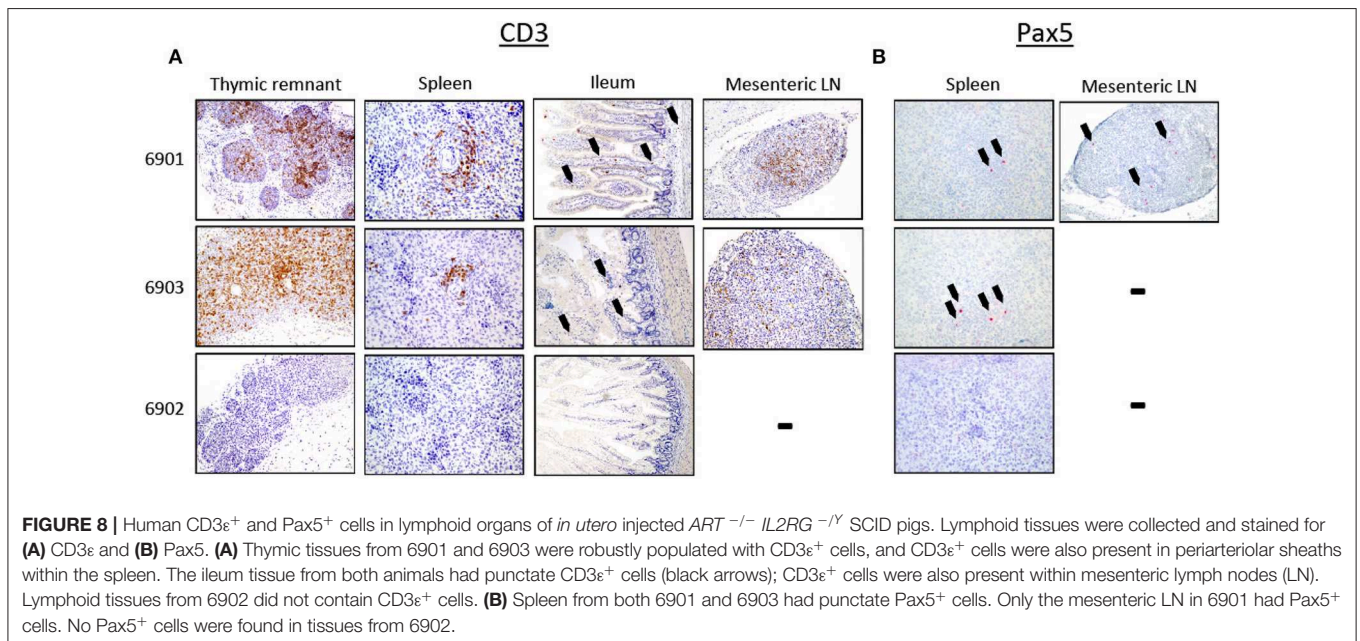 CD3
Pax5
A
B
Thymic remnant
Spleen
Ileum
Mesenteric LN
Spleen
Mesenteric LN
6901
6903
-
6902
-
-
FIGURE 8 | Human CD3ε⁺ and Pax5⁺ cells in lymphoid organs of in utero injected ART ⁻/⁻ IL2RG ⁻/ʸ SCID pigs. Lymphoid tissues were collected and stained for
(A) CD3ε and (B) Pax5. (A) Thymic tissues from 6901 and 6903 were robustly populated with CD3ε⁺ cells, and CD3ε⁺ cells were also present in periarteriolar sheaths
within the spleen. The ileum tissue from both animals had punctate CD3ε⁺ cells (black arrows); CD3ε⁺ cells were also present within mesenteric lymph nodes (LN).
Lymphoid tissues from 6902 did not contain CD3ε⁺ cells. (B) Spleen from both 6901 and 6903 had punctate Pax5⁺ cells. Only the mesenteric LN in 6901 had Pax5⁺
cells. No Pax5⁺ cells were found in tissues from 6902.